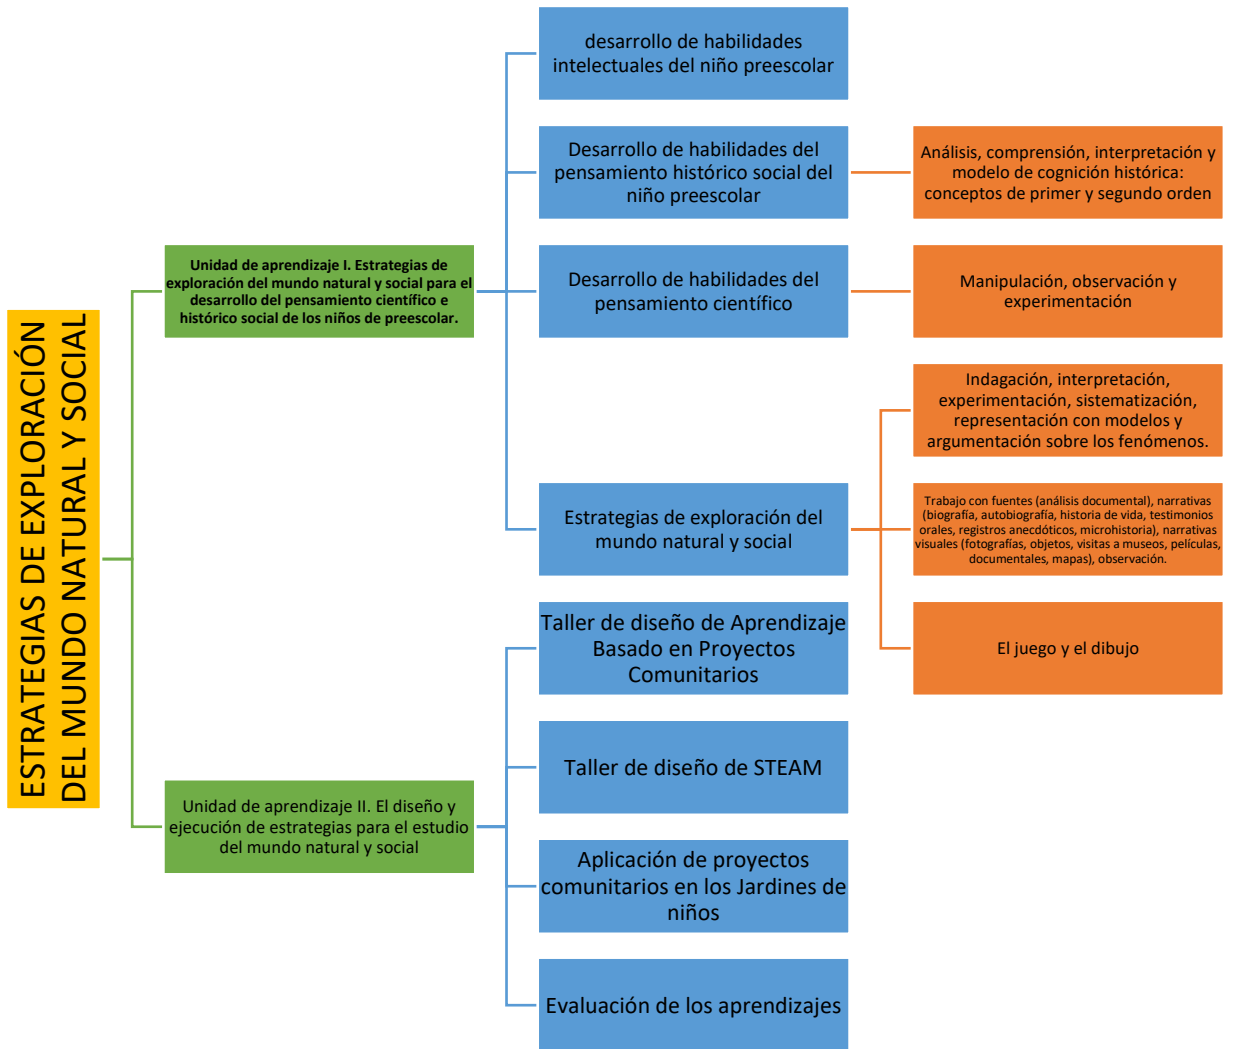 ESTRATEGIAS DE EXPLORACIÓN
DEL MUNDO NATURAL Y SOCIAL
Unidad de aprendizaje I. Estrategias de
exploración del mundo natural y social para el
desarrollo del pensamiento científico e
histórico social de los niños de preescolar.
desarrollo de habilidades
intelectuales del niño preescolar
Desarrollo de habilidades del
pensamiento histórico social del
niño preescolar
Análisis, comprensión, interpretación y
modelo de cognición histórica:
conceptos de primer y segundo orden
Desarrollo de habilidades del
pensamiento científico
Manipulación, observación y
experimentación
Estrategias de exploración del
mundo natural y social
Indagación, interpretación,
experimentación, sistematización,
representación con modelos y
argumentación sobre los fenómenos.
Trabajo con fuentes (análisis documental), narrativas
(biografía, autobiografía, historia de vida, testimonios
orales, registros anecdóticos, microhistoria), narrativas
visuales (fotografías, objetos, visitas a museos, películas,
documentales, mapas), observación.
El juego y el dibujo
Unidad de aprendizaje II. El diseño y
ejecución de estrategias para el estudio
del mundo natural y social
Taller de diseño de Aprendizaje
Basado en Proyectos
Comunitarios
Taller de diseño de STEAM
Aplicación de proyectos
comunitarios en los Jardines de
niños
Evaluación de los aprendizajes